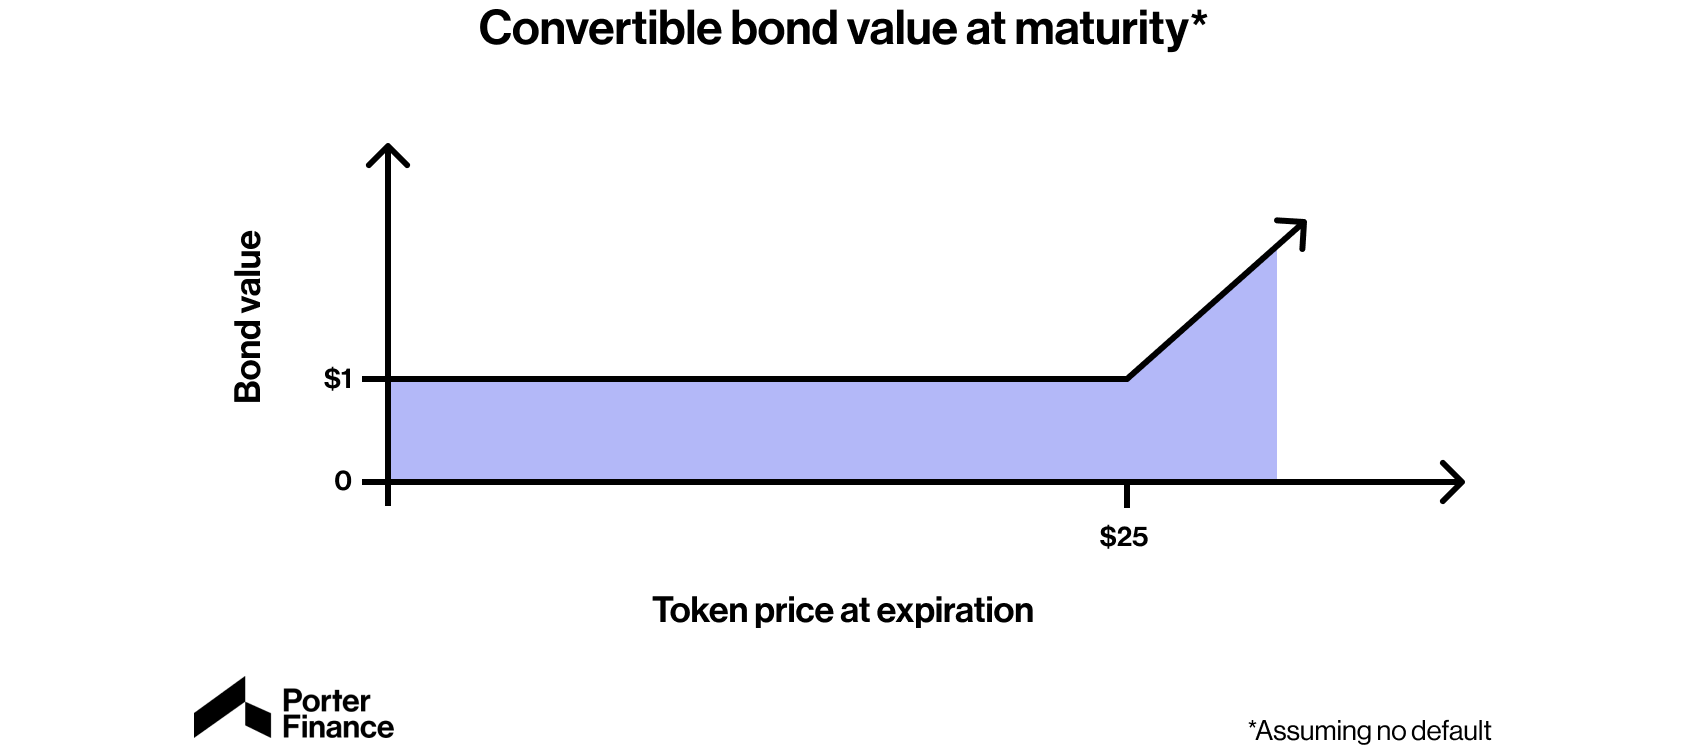 Convertible bond value at maturity*
Bond value
$1
0
$25
Token price at expiration
Porter
Finance
*Assuming no default